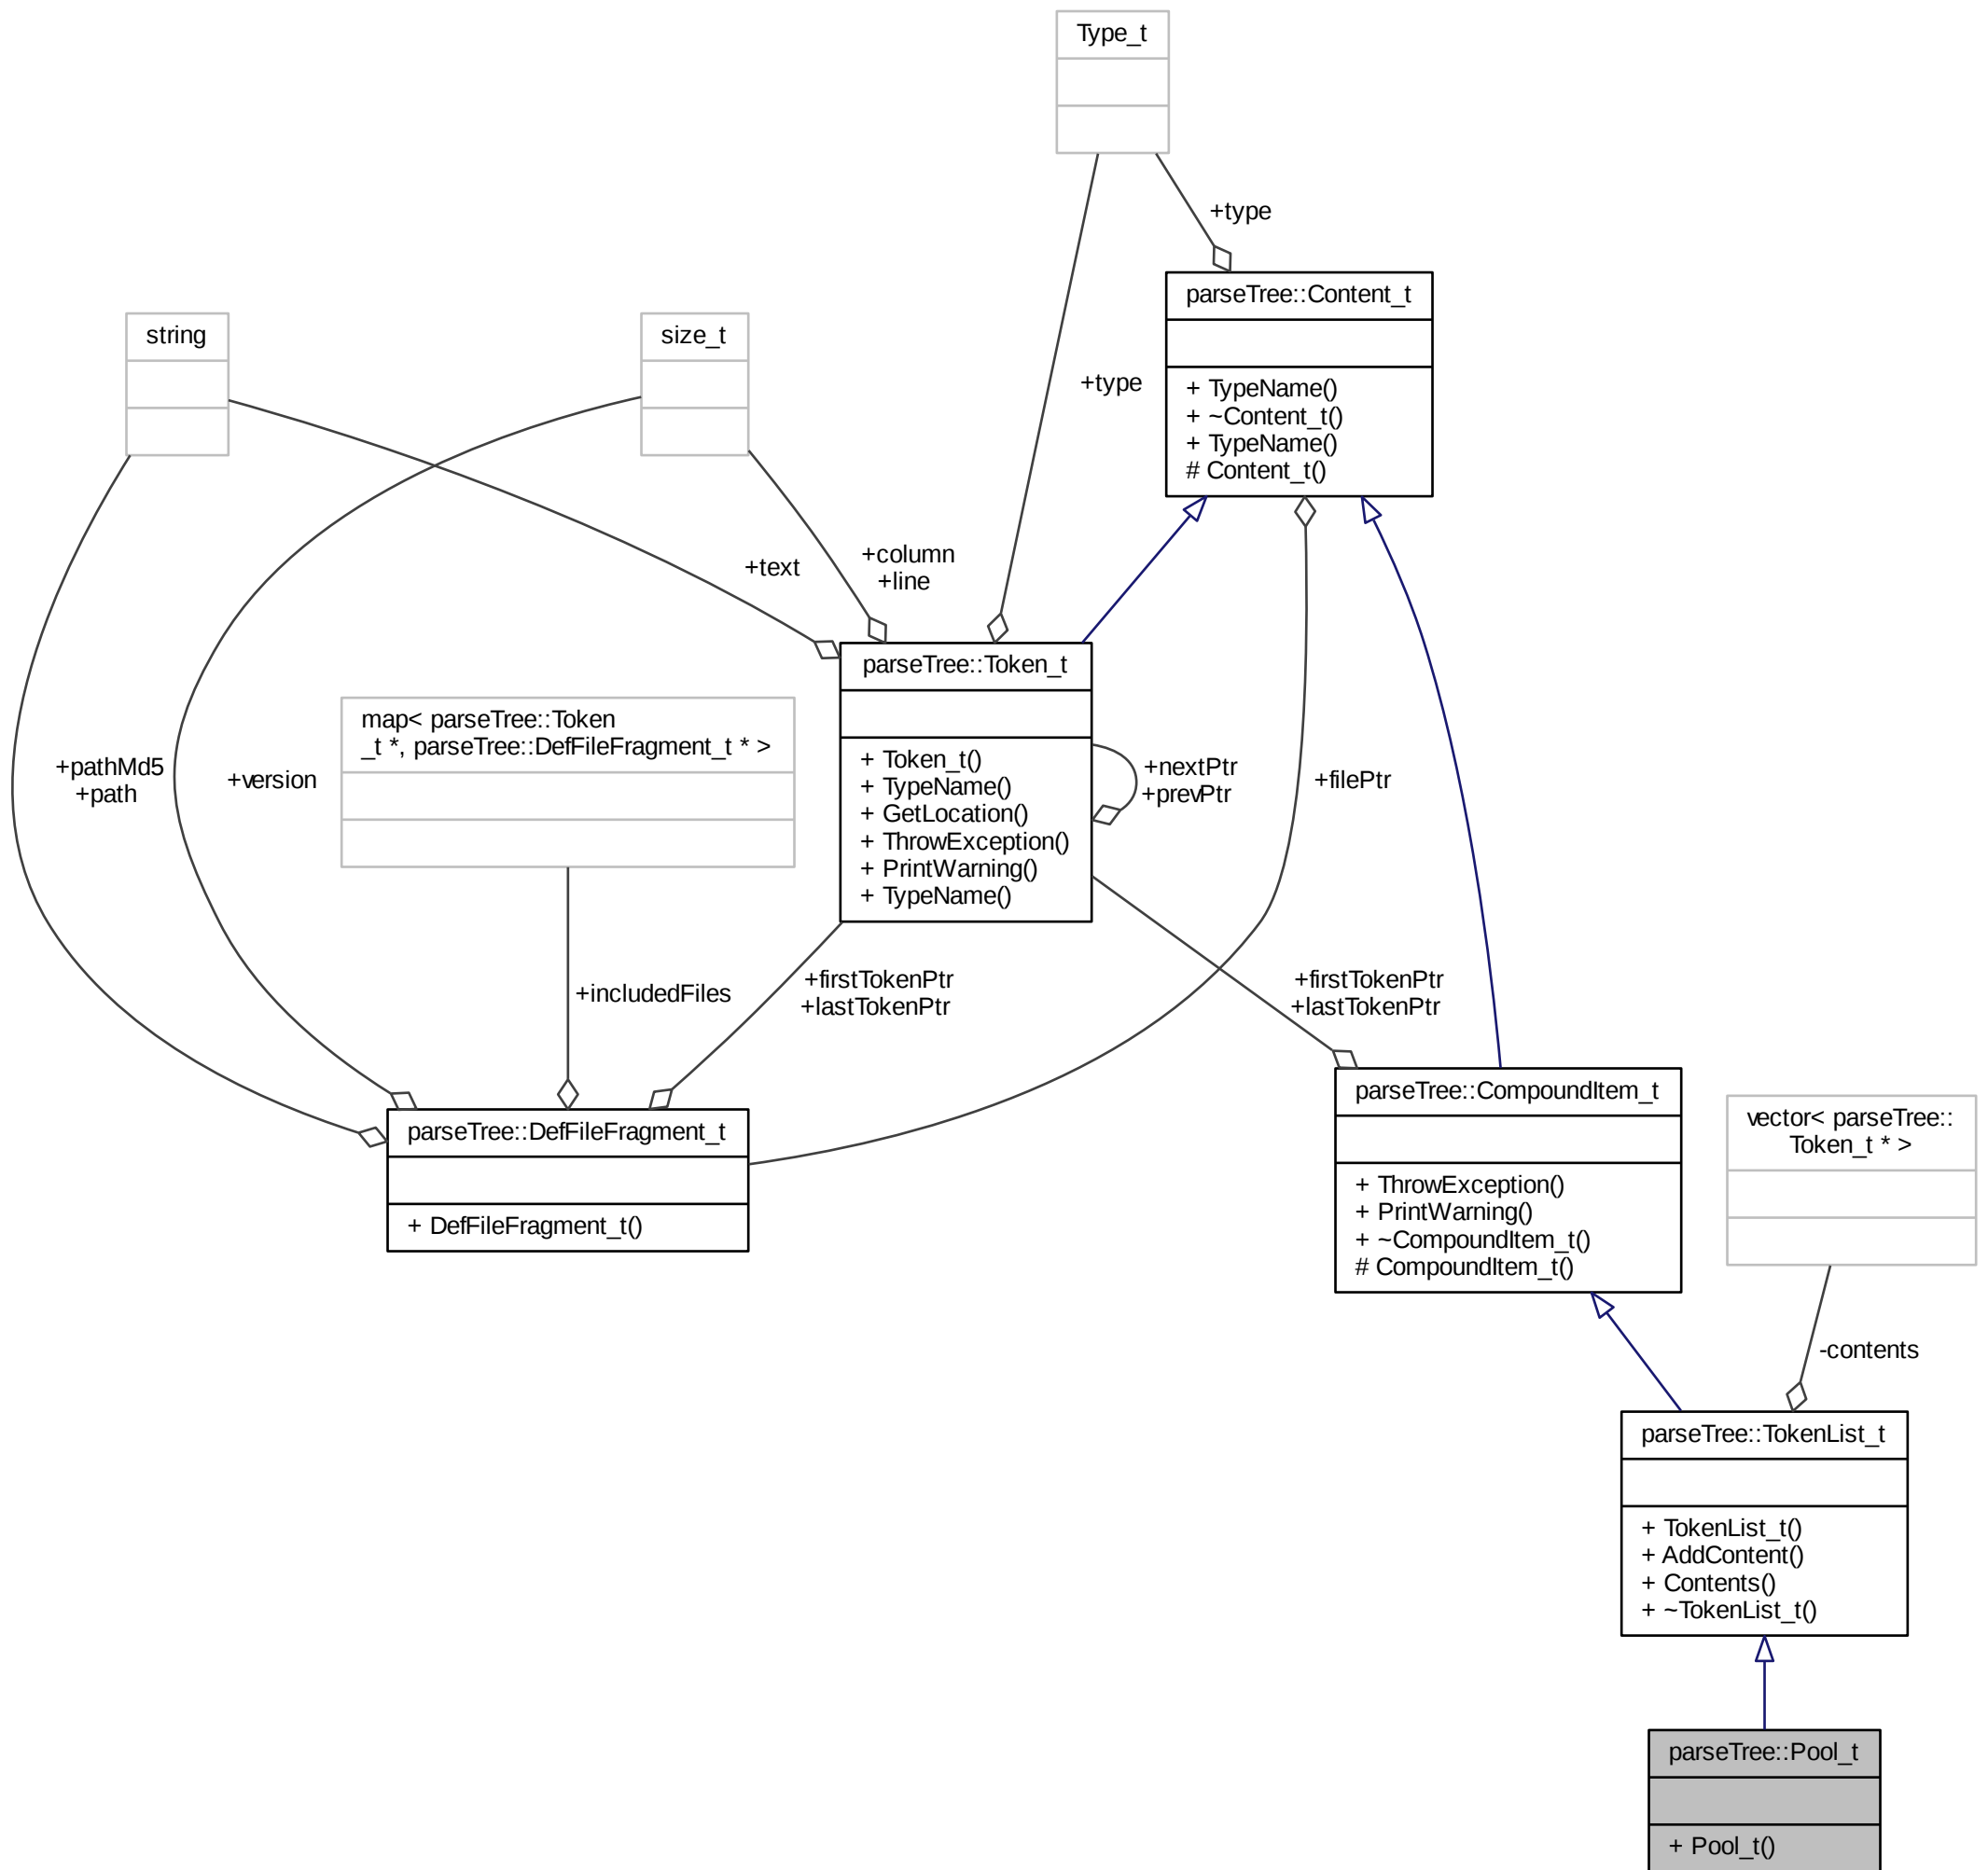 Type_t
+type
parseTree::Content_t
+ TypeName()
+ ~Content_t()
+ TypeName()
# Content_t()
string
size_t
+type
+text
+column
+line
parseTree::Token_t
+ Token_t()
+ TypeName()
+ GetLocation()
+ ThrowException()
+ PrintWarning()
+ TypeName()
map< parseTree::Token
_t *, parseTree::DefFileFragment_t * >
+pathMd5
+path
+version
+nextPtr
+prevPtr
+filePtr
+includedFiles
+firstTokenPtr
+lastTokenPtr
+firstTokenPtr
+lastTokenPtr
parseTree::DefFileFragment_t
+ DefFileFragment_t()
parseTree::CompoundItem_t
+ ThrowException()
+ PrintWarning()
+ ~CompoundItem_t()
# CompoundItem_t()
vector< parseTree::
Token_t * >
-contents
parseTree::TokenList_t
+ TokenList_t()
+ AddContent()
+ Contents()
+ ~TokenList_t()
parseTree::Pool_t
+ Pool_t()